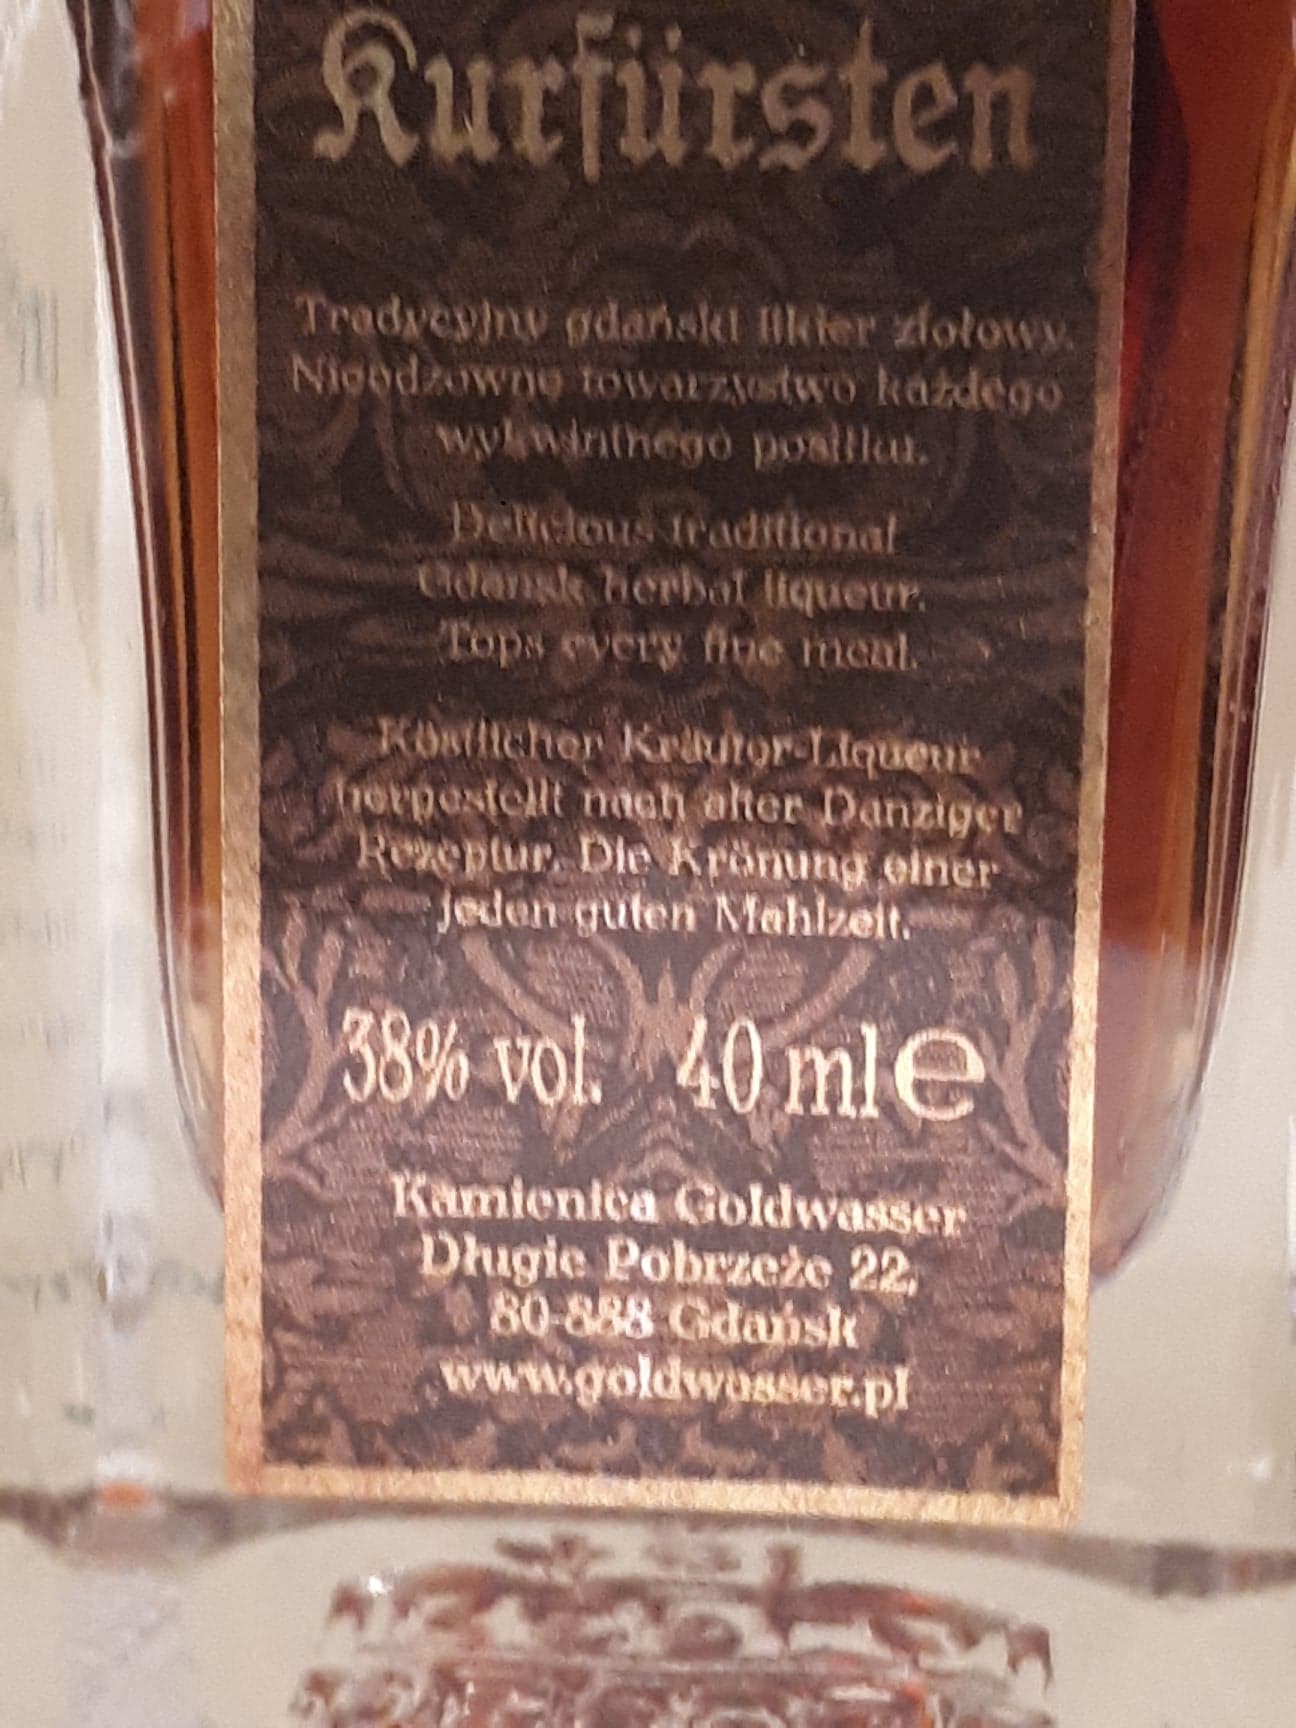 Kurfürsten
Tradycyjny gdański likier ziołowy.
Nieodzowne towarzystwo każdego
wykwintnego posiłku.
Delicious traditional
Gdansk herbal liqueur.
Tops every fine meal.
Köstlicher Kräuter-Liqueur
hergestellt nach alter Danziger
Rezeptur. Die Krönung einer
jeden guten Mahlzeit.
38% vol. 40 ml e
Kamienica Goldwasser
Długie Pobrzeże 22,
80-888 Gdańsk
www.goldwasser.pl